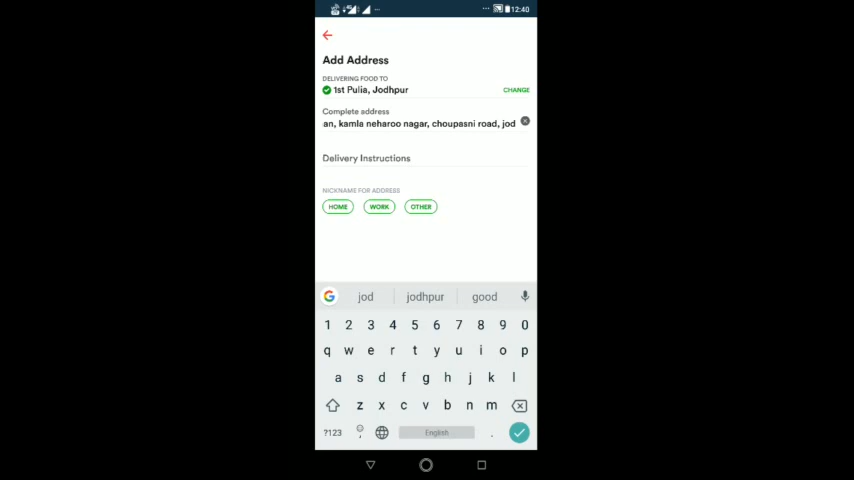 12:40
Add Address
DELIVERING FOOD TO
1st Pulia, Jodhpur CHANGE
Complete address
an, kamla neharoo nagar, choupasni road, jod
Delivery Instructions
NICKNAME FOR ADDRESS
HOME WORK OTHER
G jod jodhpur good
1 2 3 4 5 6 7 8 9 0
q w e r t y u i o p
a s d f g h j k l
z x c v b n m
?123 , English .